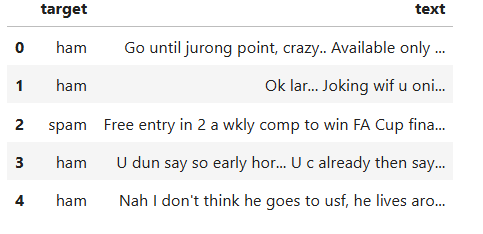 target text
0 ham Go until jurong point, crazy.. Available only ...
1 ham Ok lar... Joking wif u oni...
2 spam Free entry in 2 a wkly comp to win FA Cup fina...
3 ham U dun say so early hor... U c already then say...
4 ham Nah I don't think he goes to usf, he lives aro...